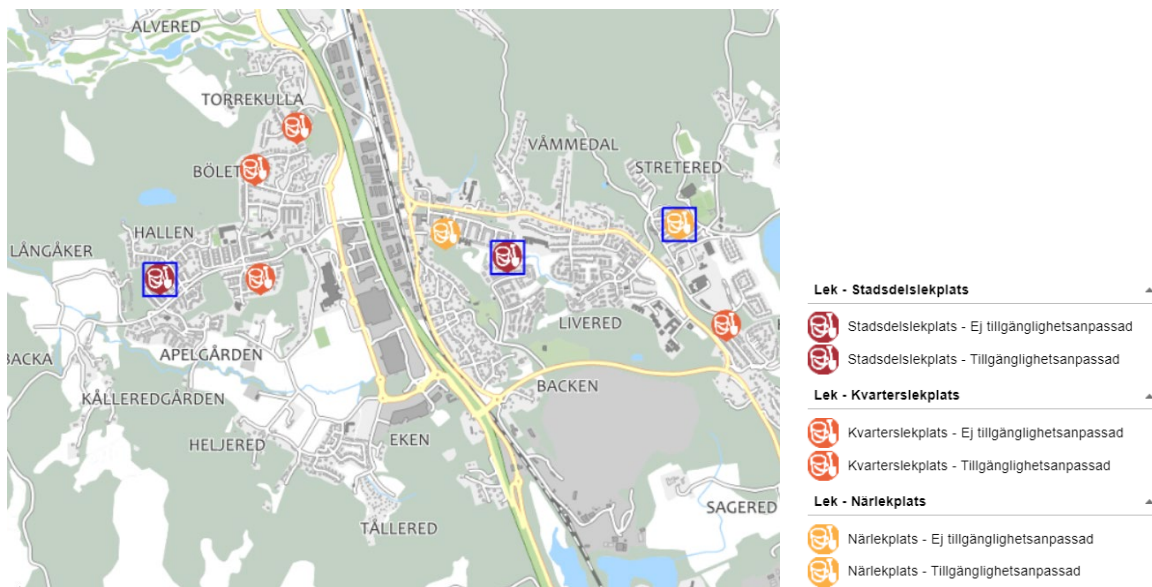 ALVERED
TORREKULLA
VÅMMEDAL
STRETERED
BÖLET
HALLEN
LÅNGÅKER
LIVERED
APELGÅRDEN
BACKA
BACKEN
KÅLLEREDGÅRDEN
HELJERED
EKEN
SAGERED
TÅLLERED
Lek - Stadsdelslekplats
Stadsdelslekplats - Ej tillgänglighetsanpassad
Stadsdelslekplats - Tillgänglighetsanpassad
Lek - Kvarterslekplats
Kvarterslekplats - Ej tillgänglighetsanpassad
Kvarterslekplats - Tillgänglighetsanpassad
Lek - Närlekplats
Närlekplats - Ej tillgänglighetsanpassad
Närlekplats - Tillgänglighetsanpassad